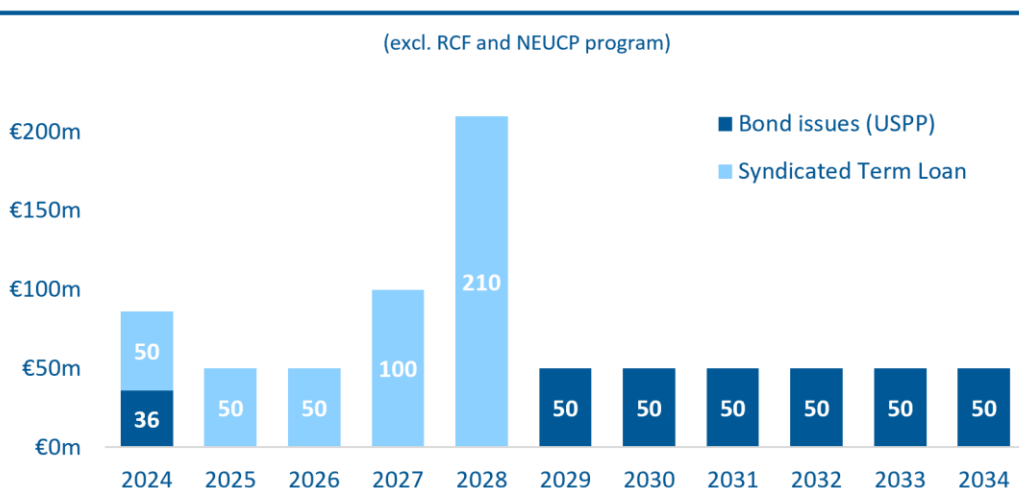 (excl. RCF and NEUCP program)
€200m
€150m
€100m
€50m
€0m
Bond issues (USPP)
Syndicated Term Loan
50
36
50
50
100
210
50
50
50
50
50
50
2024 2025 2026 2027 2028 2029 2030 2031 2032 2033 2034